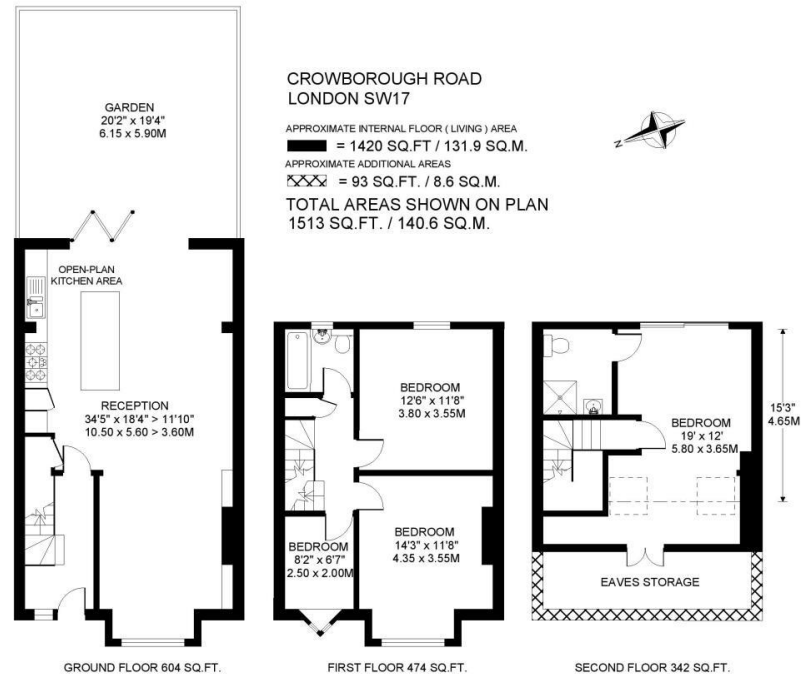 CROWBOROUGH ROAD
LONDON SW17
APPROXIMATE INTERNAL FLOOR ( LIVING ) AREA
= 1420 SQ.FT / 131.9 SQ.M.
APPROXIMATE ADDITIONAL AREAS
= 93 SQ.FT. / 8.6 SQ.M.
TOTAL AREAS SHOWN ON PLAN
1513 SQ.FT. / 140.6 SQ.M.
N
GARDEN
20'2" x 19'4"
6.15 x 5.90M
OPEN-PLAN
KITCHEN AREA
RECEPTION
34'5" x 18'4" > 11'10"
10.50 x 5.60 > 3.60M
GROUND FLOOR 604 SQ.FT.
BEDROOM
12'6" x 11'8"
3.80 x 3.55M
BEDROOM
14'3" x 11'8"
4.35 x 3.55M
BEDROOM
8'2" x 6'7"
2.50 x 2.00M
FIRST FLOOR 474 SQ.FT.
BEDROOM
19' x 12'
5.80 x 3.65M
15'3"
4.65M
EAVES STORAGE
SECOND FLOOR 342 SQ.FT.